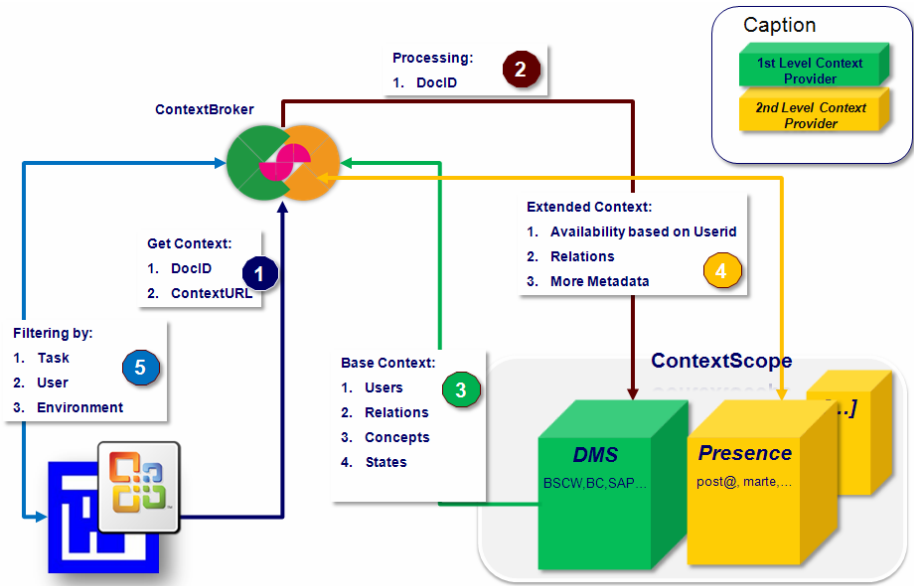 Caption
1st Level Context
Provider
2nd Level Context
Provider
Processing:
1. DocID
2
ContextBroker
Get Context:
1. DocID
2. ContextURL
1
Extended Context:
1. Availability based on Userid
2. Relations
3. More Metadata
4
Filtering by:
1. Task
2. User
3. Environment
5
Base Context:
1. Users
2. Relations
3. Concepts
4. States
3
ContextScope
DMS
BSCW,BC,SAP...
Presence
post@, marte,...
...]